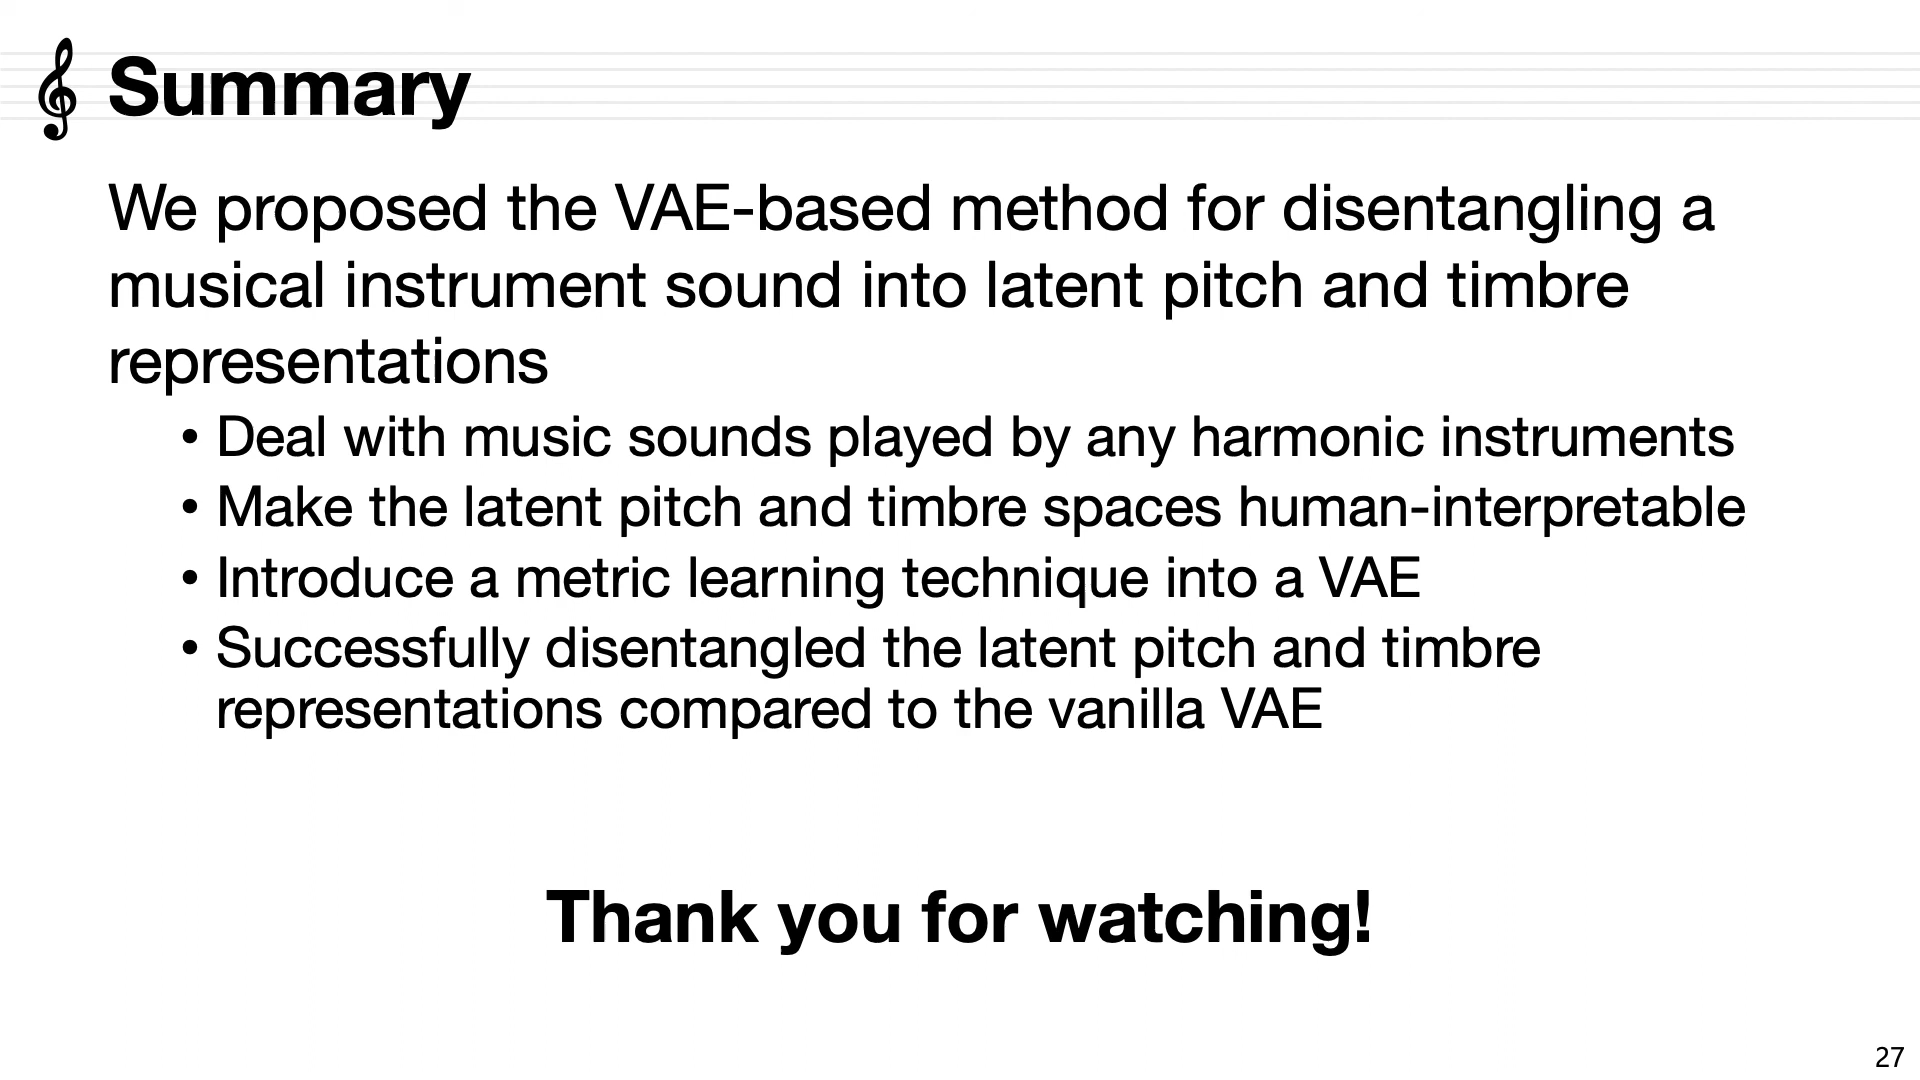 Summary
We proposed the VAE-based method for disentangling a
musical instrument sound into latent pitch and timbre
representations
• Deal with music sounds played by any harmonic instruments
• Make the latent pitch and timbre spaces human-interpretable
• Introduce a metric learning technique into a VAE
• Successfully disentangled the latent pitch and timbre
representations compared to the vanilla VAE
Thank you for watching!
27